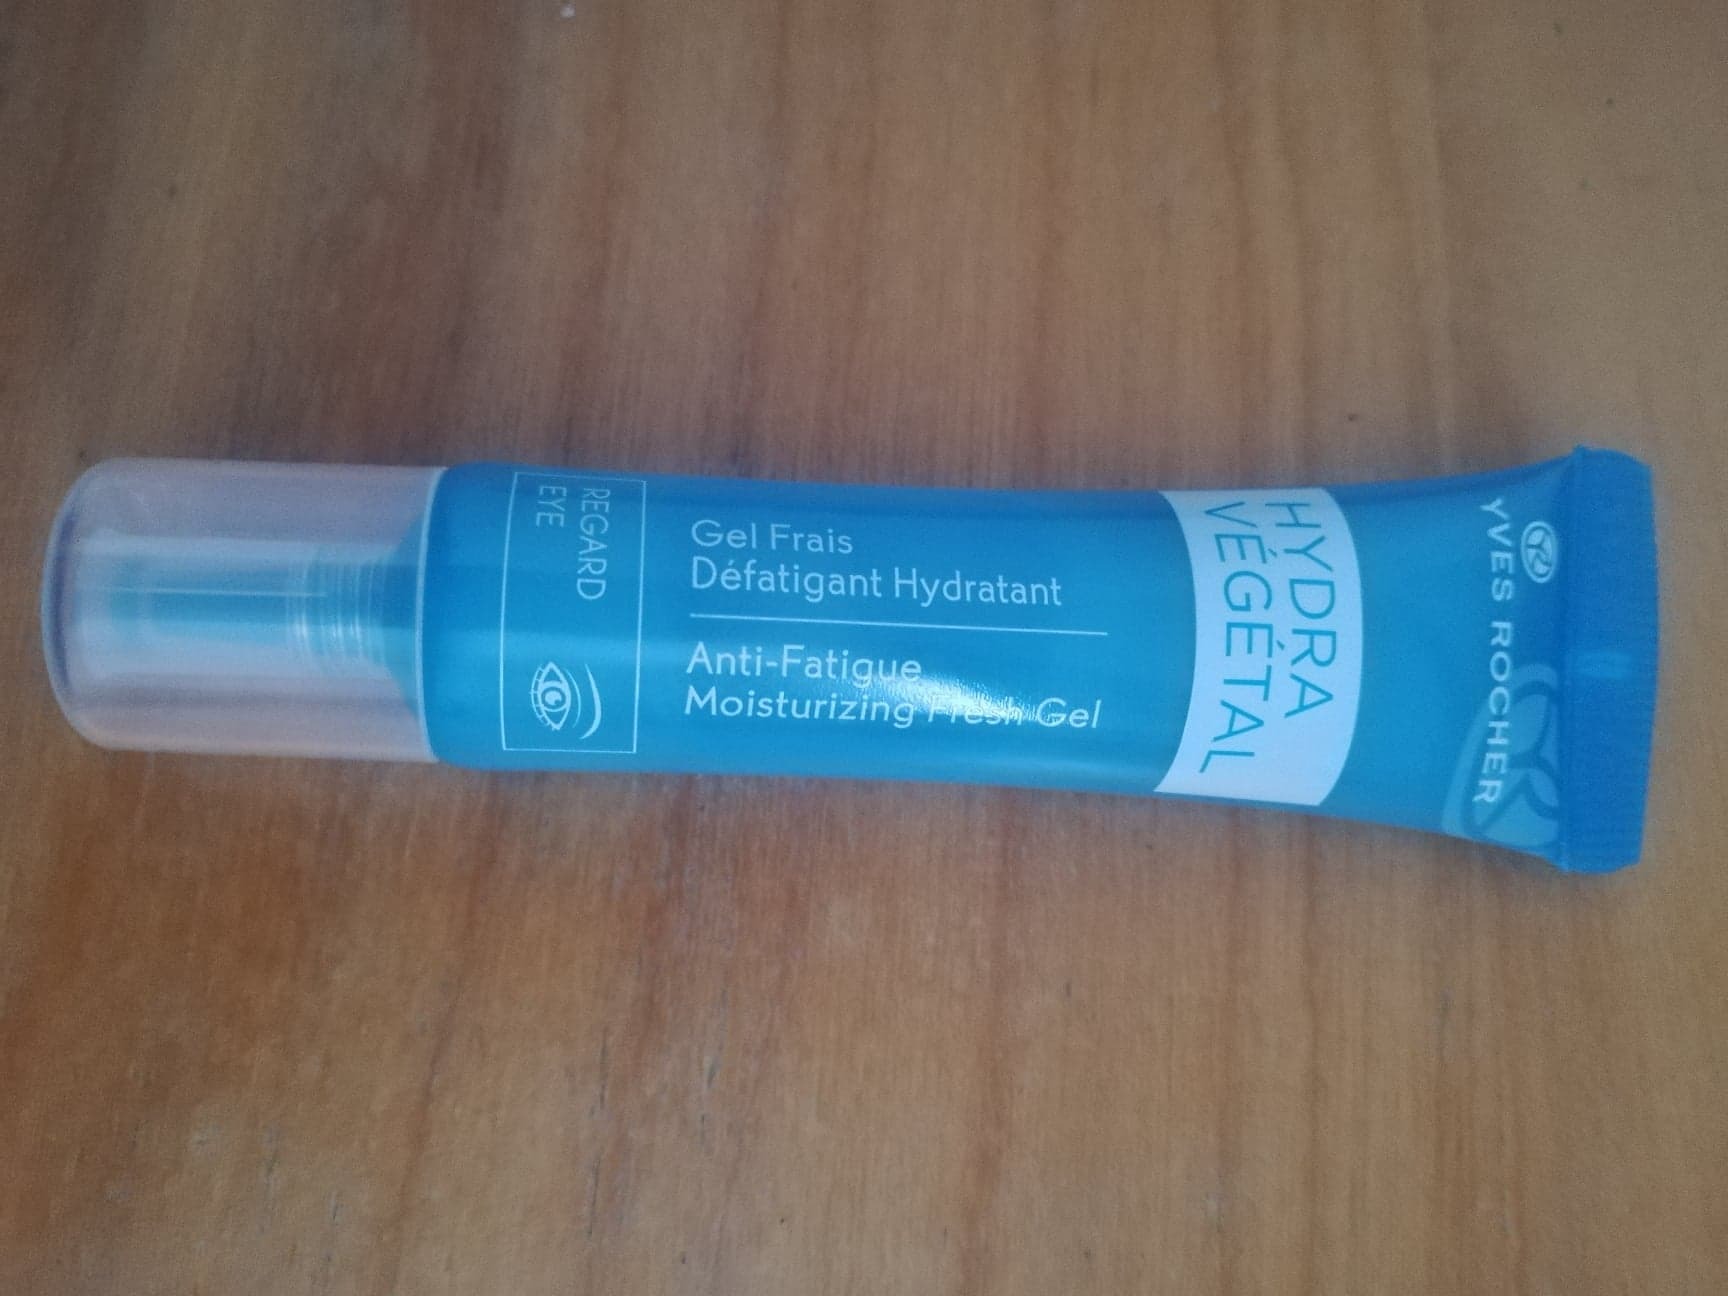 YVES ROCHER
HYDRA
VÉGÉTAL
Gel Frais
Défatigant Hydratant
Anti-Fatigue
Moisturizing Fresh Gel
REGARD
EYE